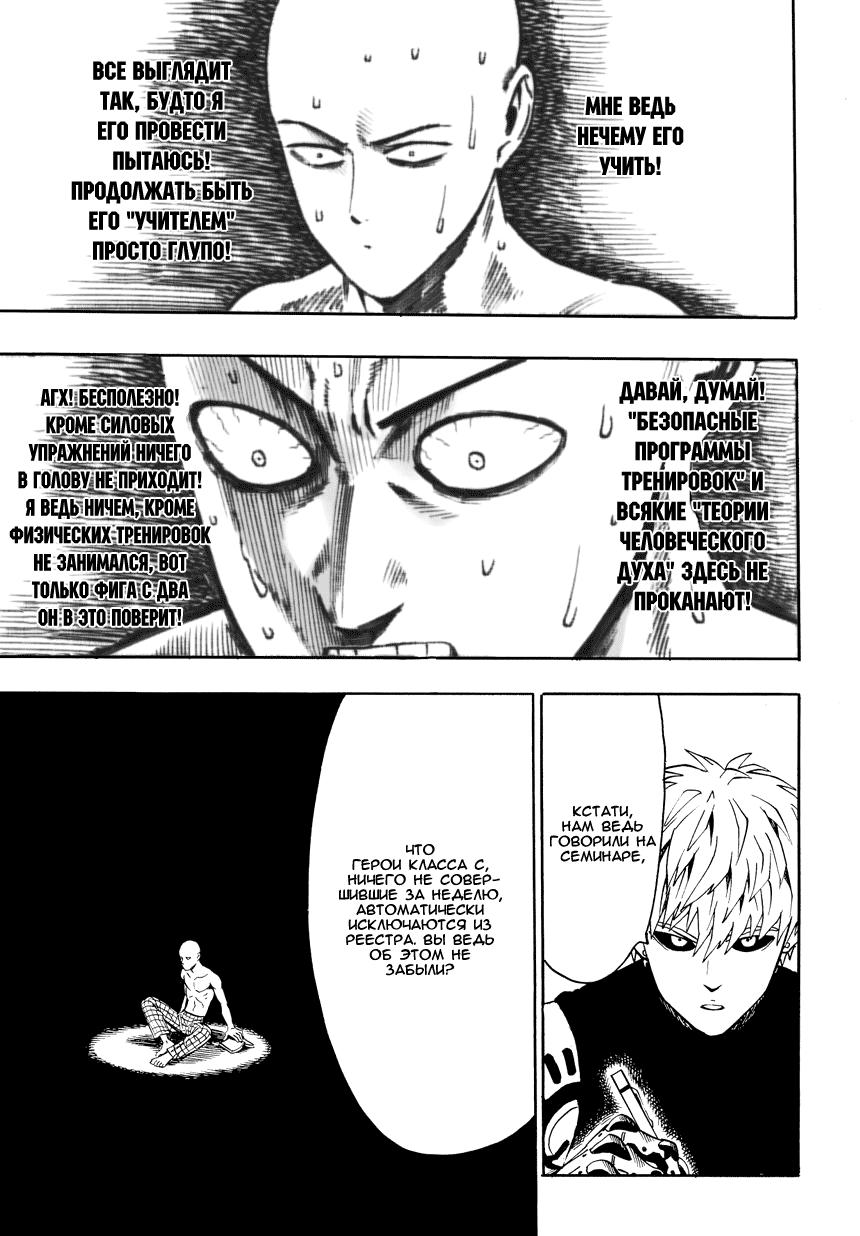 МНЕ ВЕДЬ
НЕЧЕМУ ЕГО
УЧИТЬ!
ВСЕ ВЫГЛЯДИТ
ТАК, БУДТО Я
ЕГО ПРОВЕСТИ
ПЫТАЮСЬ!
ПРОДОЛЖАТЬ БЫТЬ
ЕГО "УЧИТЕЛЕМ"
ПРОСТО ГЛУПО!
ДАВАЙ, ДУМАЙ!
"БЕЗОПАСНЫЕ
ПРОГРАММЫ
ТРЕНИРОВОК" И
ВСЯКИЕ "ТЕОРИИ
ЧЕЛОВЕЧЕСКОГО
ДУХА" ЗДЕСЬ НЕ
ПРОКАНАЮТ!
АГХ! БЕСПОЛЕЗНО!
КРОМЕ СИЛОВЫХ
УПРАЖНЕНИЙ НИЧЕГО
В ГОЛОВУ НЕ ПРИХОДИТ!
Я ВЕДЬ НИЧЕМ, КРОМЕ
ФИЗИЧЕСКИХ ТРЕНИРОВОК
НЕ ЗАНИМАЛСЯ, ВОТ
ТОЛЬКО ФИГА С ДВА
ОН В ЭТО ПОВЕРИТ!
КСТАТИ,
НАМ ВЕДЬ
ГОВОРИЛИ НА
СЕМИНАРЕ,
ЧТО
ГЕРОИ КЛАССА С,
НИЧЕГО НЕ СОВЕР-
ШИВШИЕ ЗА НЕДЕЛЮ,
АВТОМАТИЧЕСКИ
ИСКЛЮЧАЮТСЯ ИЗ
РЕЕСТРА. ВЫ ВЕДЬ
ОБ ЭТОМ НЕ
ЗАБЫЛИ?